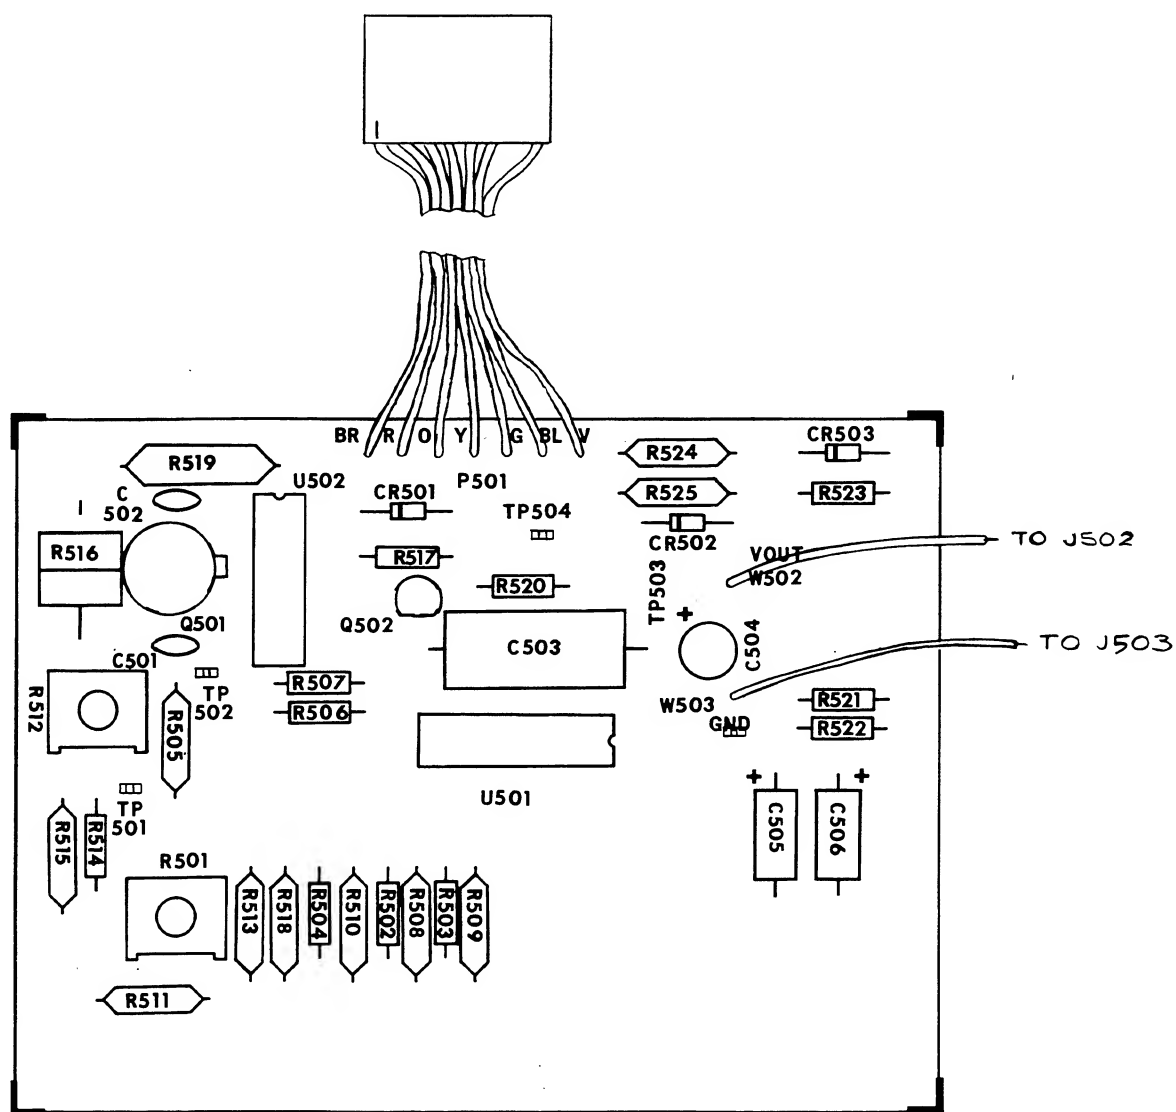 I
BR R O Y G BL V
P501
R519
C
502
I
R516
Q501
C501
U502
CR501
R517
Q502
TP504
R520
C503
R524
R525
CR502
CR503
R523
VOUT
W502
TO J502
TP503
+
C504
TO J503
W503
GND
R521
R522
R512
TP
502
R505
R507
R506
U501
TP
501
R515
R514
R501
+
C505
+
C506
R513
R518
R504
R510
R502
R508
R503
R509
R511